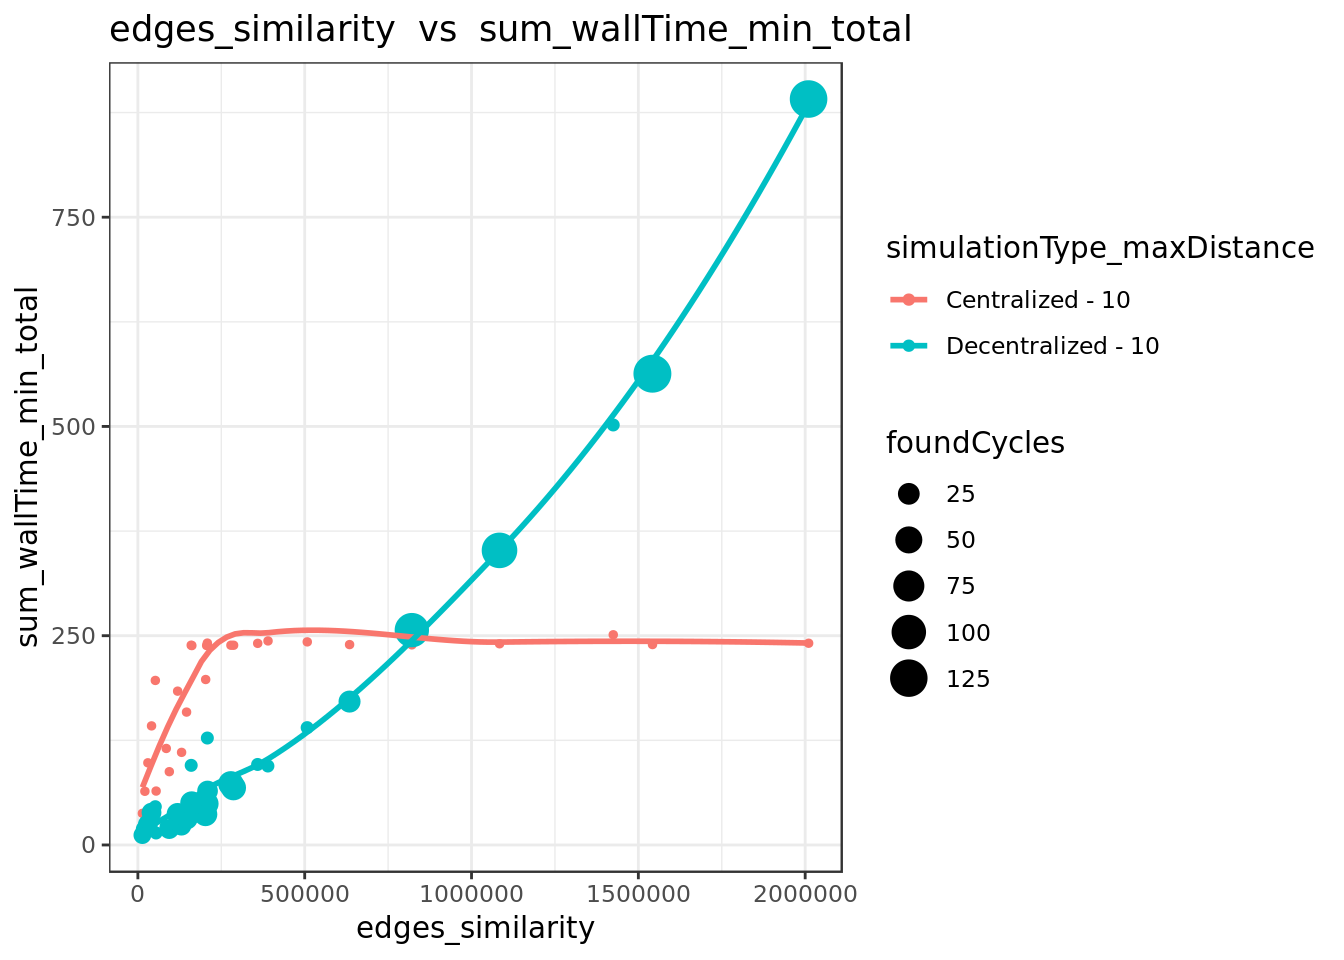 edges_similarity vs sum_wallTime_min_total
sum_wallTime_min_total
750
500
250
0
0
500000
1000000
1500000
2000000
edges_similarity
simulationType_maxDistance
Centralized - 10
Decentralized - 10
foundCycles
25
50
75
100
125